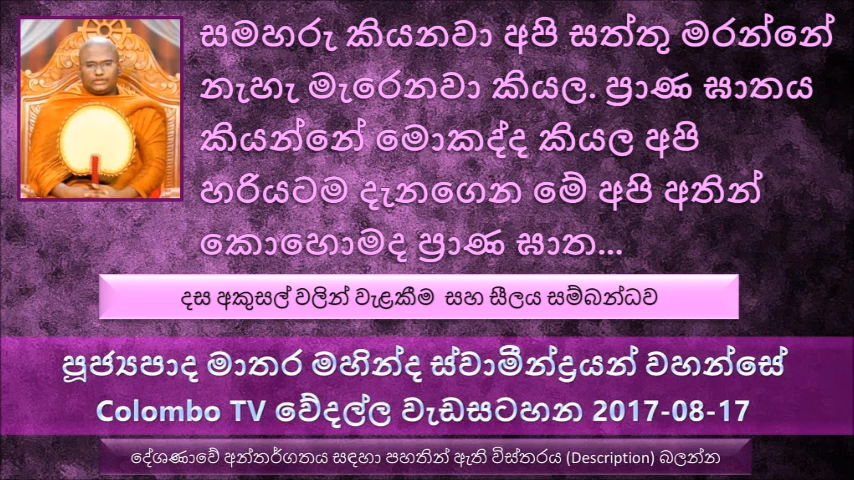 සමහරු කියනවා අපි සත්තු මරන්නේ
නැහැ මැරෙනවා කියල. ප්‍රාණ ඝාතය
කියන්නේ මොකද්ද කියල අපි
හරියටම දැනගෙන මේ අපි අතින්
කොහොමද ප්‍රාණ ඝාත...
දස අකුසල් වලින් වැළකීම සහ සීලය සම්බන්ධව
පූජ්‍යපාද මාතර මහින්ද ස්වාමීන්ද්‍රයන් වහන්සේ
Colombo TV වේදල්ල වැඩසටහන 2017-08-17
දේශණාවේ අන්තර්ගතය සඳහා පහතින් ඇති විස්තරය (Description) බලන්න